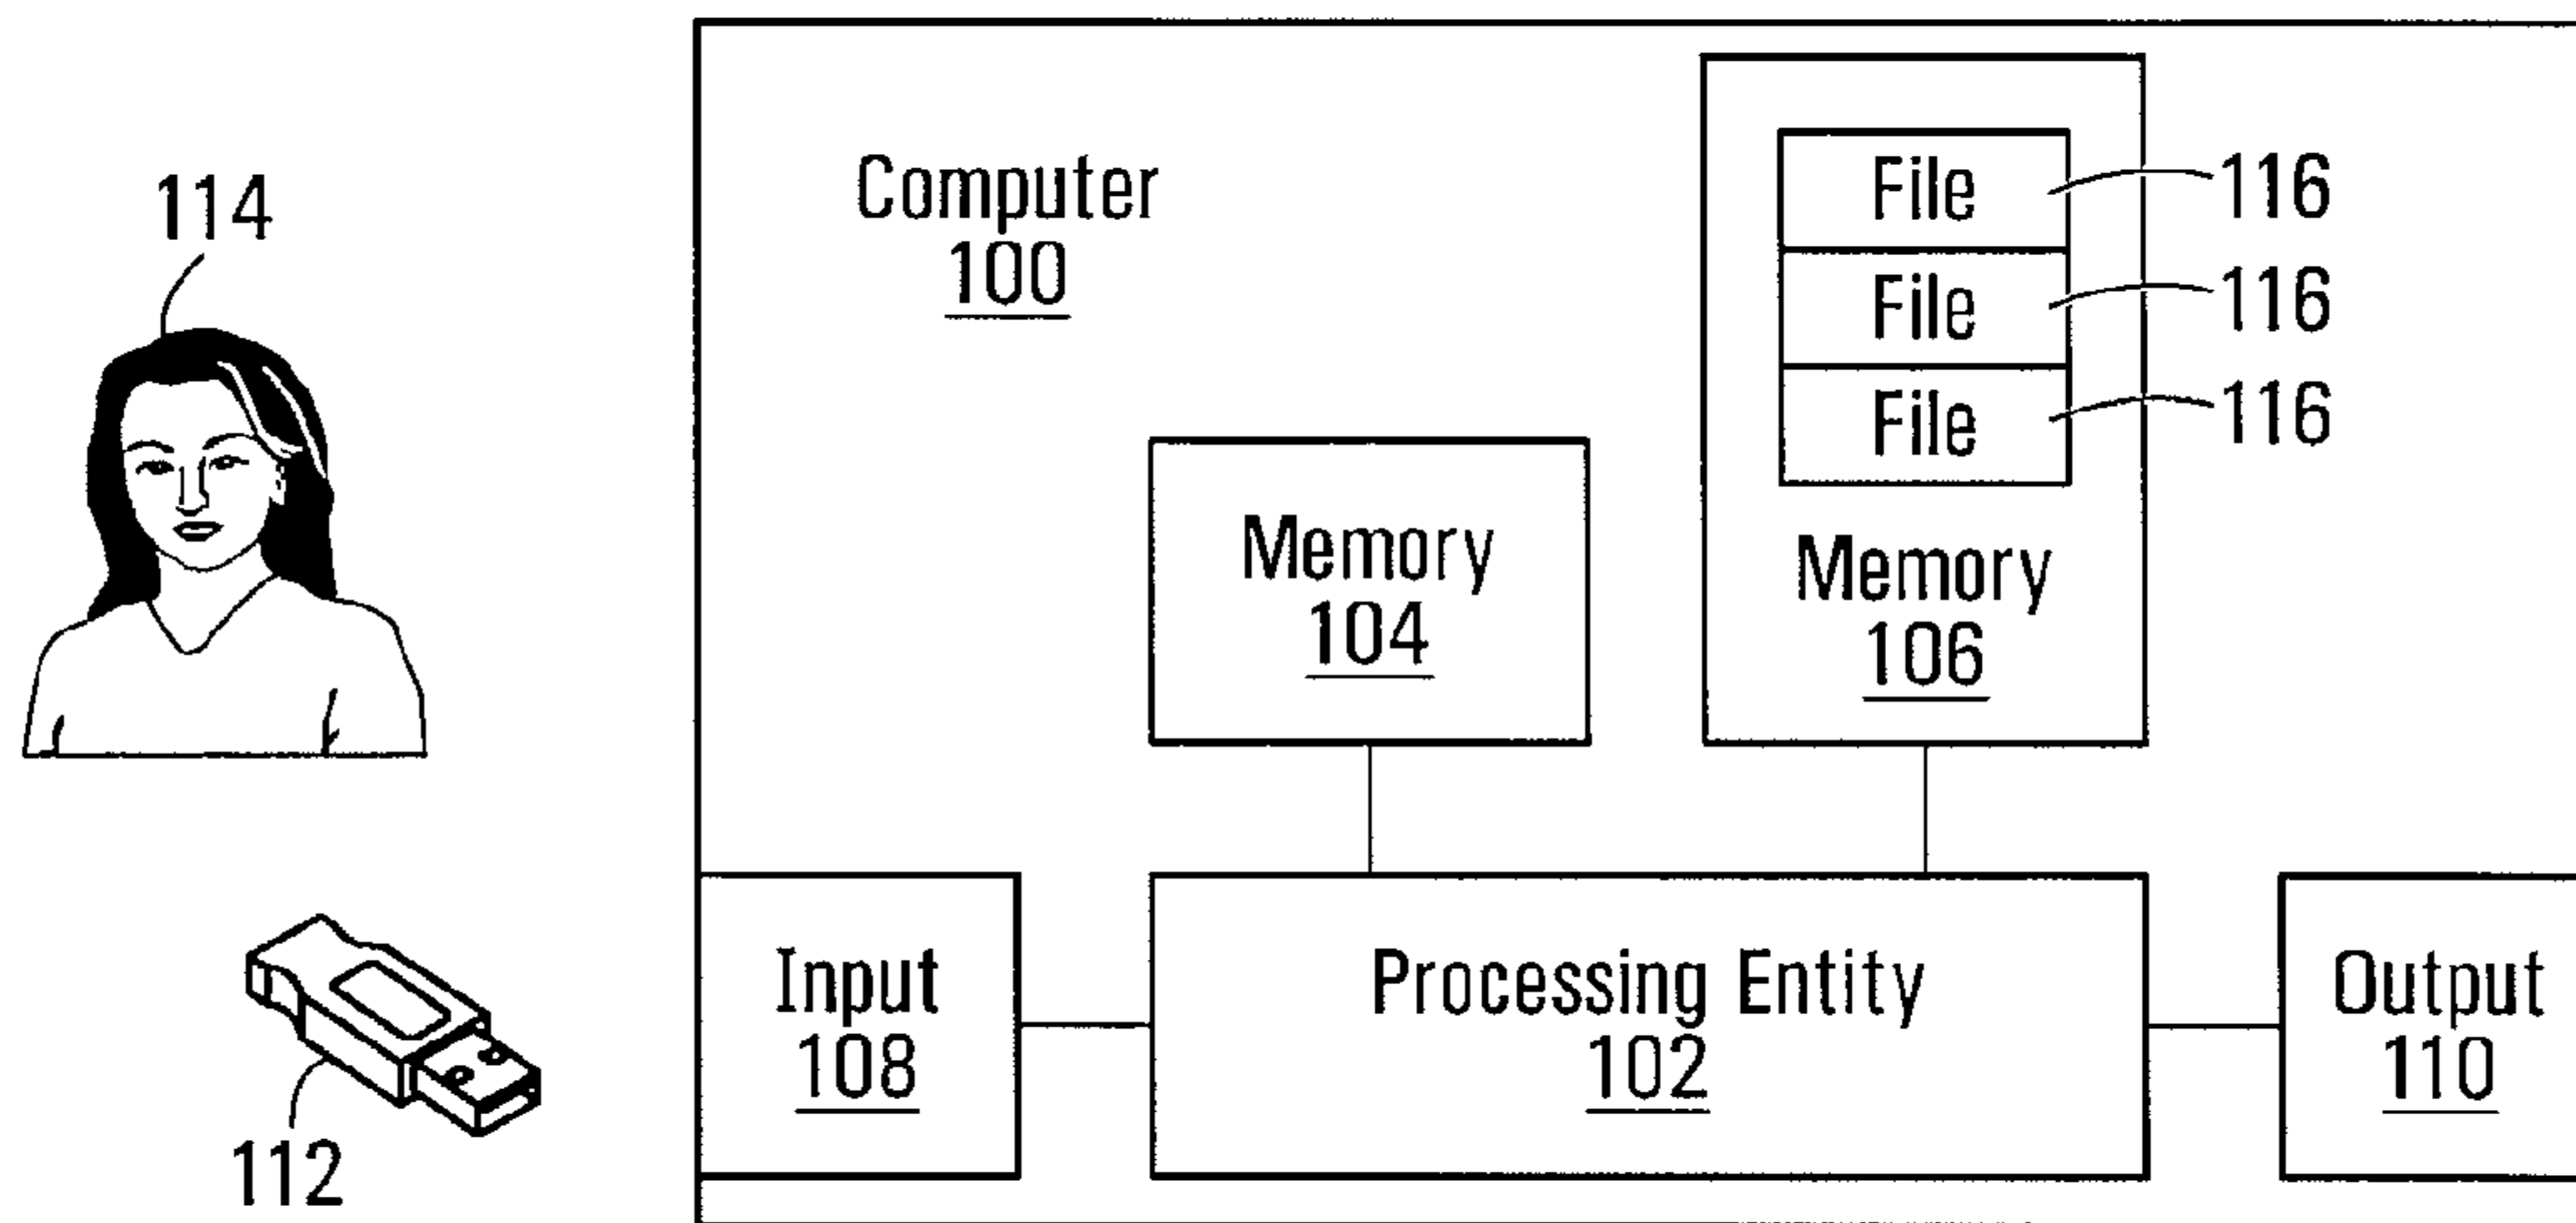 114
Computer
100
File
116
File
116
File
116
Memory
104
Memory
106
Input
108
Processing Entity
102
Output
110
112